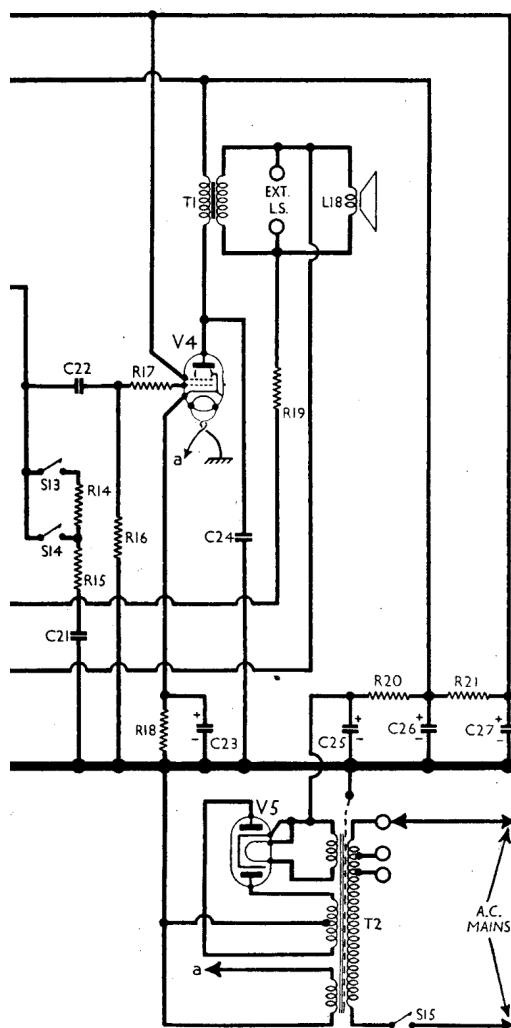 T1
EXT.
L.S.
L18
V4
C22
R17
R19
a
S13
R14
S14
R16
C24
R15
C21
R20
R21
R18
+
−
C23
+
−
C25
+
−
C26
+
−
C27
V5
T2
A.C.
MAINS
a
S15